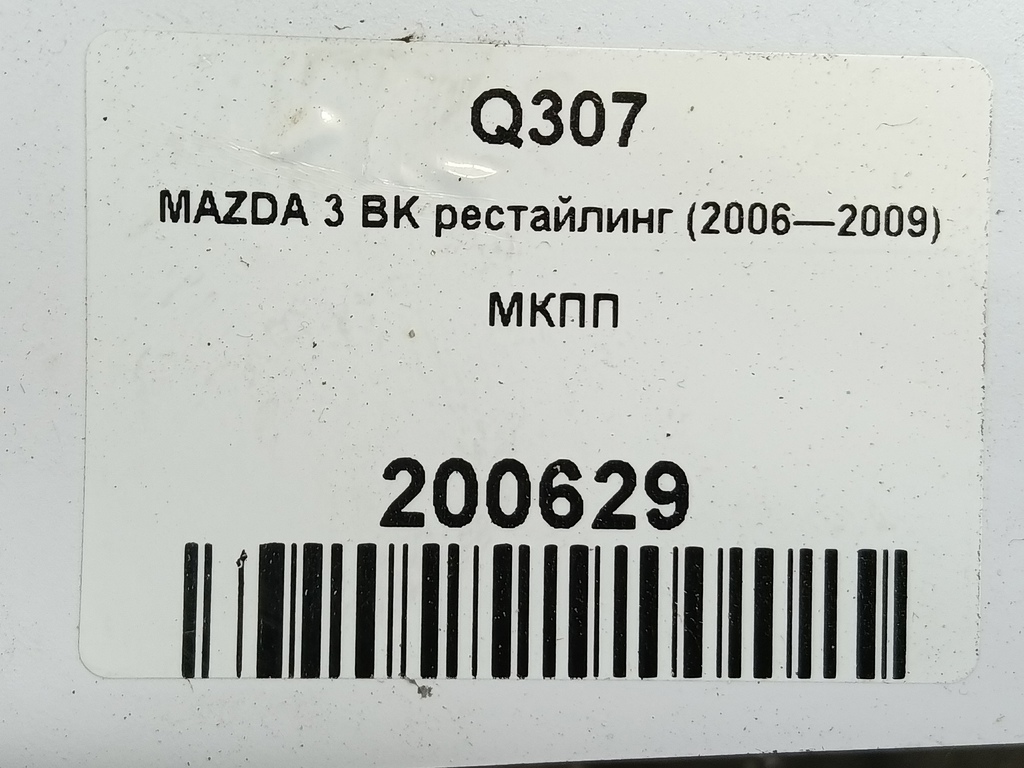 Q307
MAZDA 3 BK рестайлинг (2006—2009)
МКПП
200629